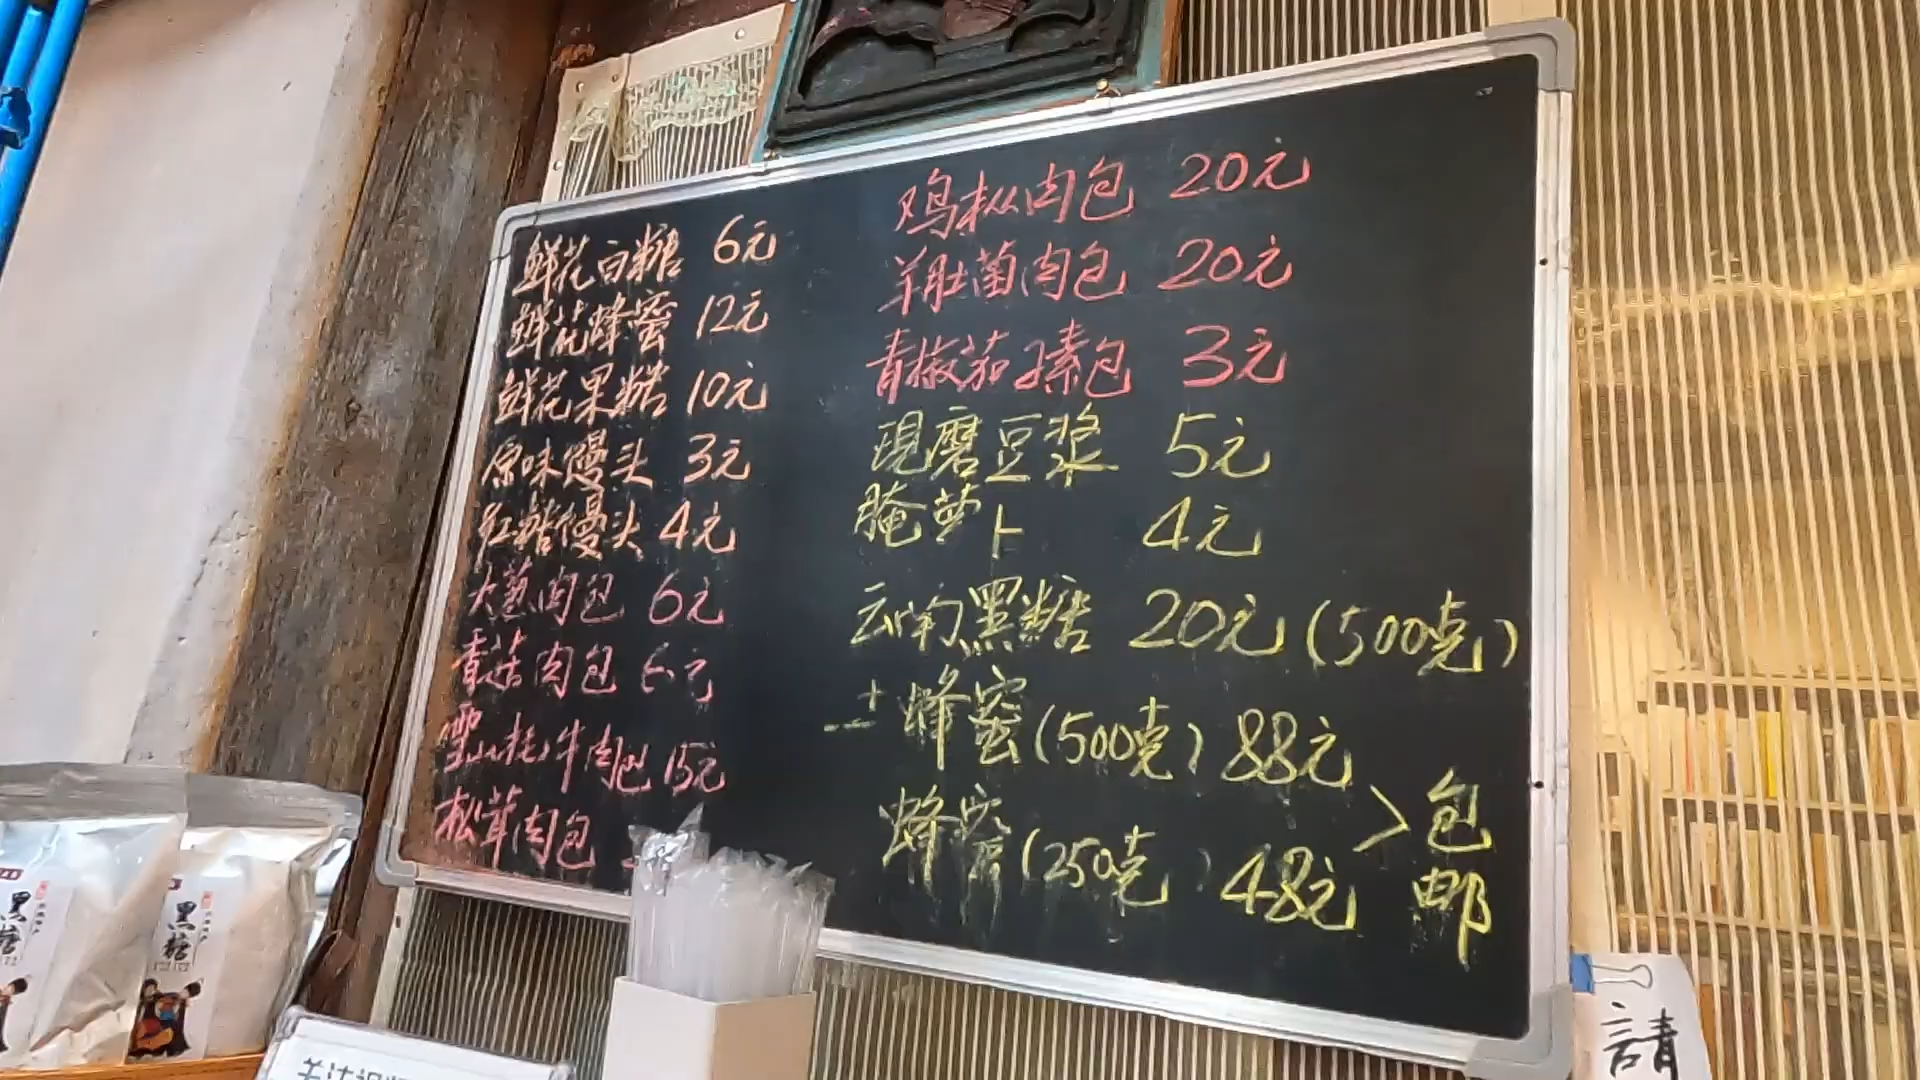 鲜花白糖 6元
鲜花蜂蜜 12元
鲜花果糖 10元
原味馒头 3元
红糖馒头 4元
大葱肉包 6元
香菇肉包 6元
雪山牦牛肉包 15元
松茸肉包
鸡枞肉包 20元
羊肚菌肉包 20元
青椒茄子素包 3元
現磨豆浆 5元
腌萝卜 4元
云南黑糖 20元(500克)
土蜂蜜(500克) 88元
蜂蜜(250克) 48元
>包邮
黑糖
黑糖
請